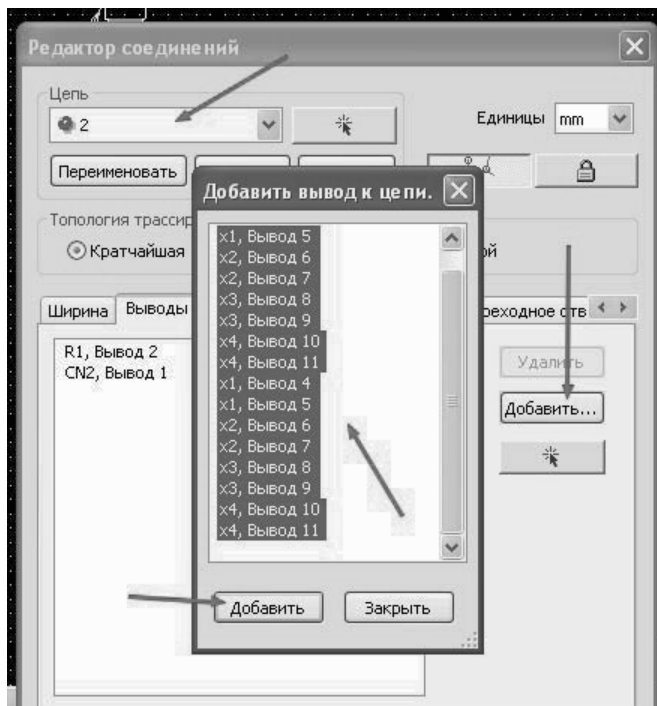 Редактор соединений
Цепь
2
Единицы mm
Переименовать
Добавить вывод к цепи.
Топология трассир
Кратчайшая
ой
Ширина Выводы
реходное отв
R1, Вывод 2
CN2, Вывод 1
x1, Вывод 5
x2, Вывод 6
x2, Вывод 7
x3, Вывод 8
x3, Вывод 9
x4, Вывод 10
x4, Вывод 11
x1, Вывод 4
x1, Вывод 5
x2, Вывод 6
x2, Вывод 7
x3, Вывод 8
x3, Вывод 9
x4, Вывод 10
x4, Вывод 11
Добавить Закрыть
Удалить
Добавить...